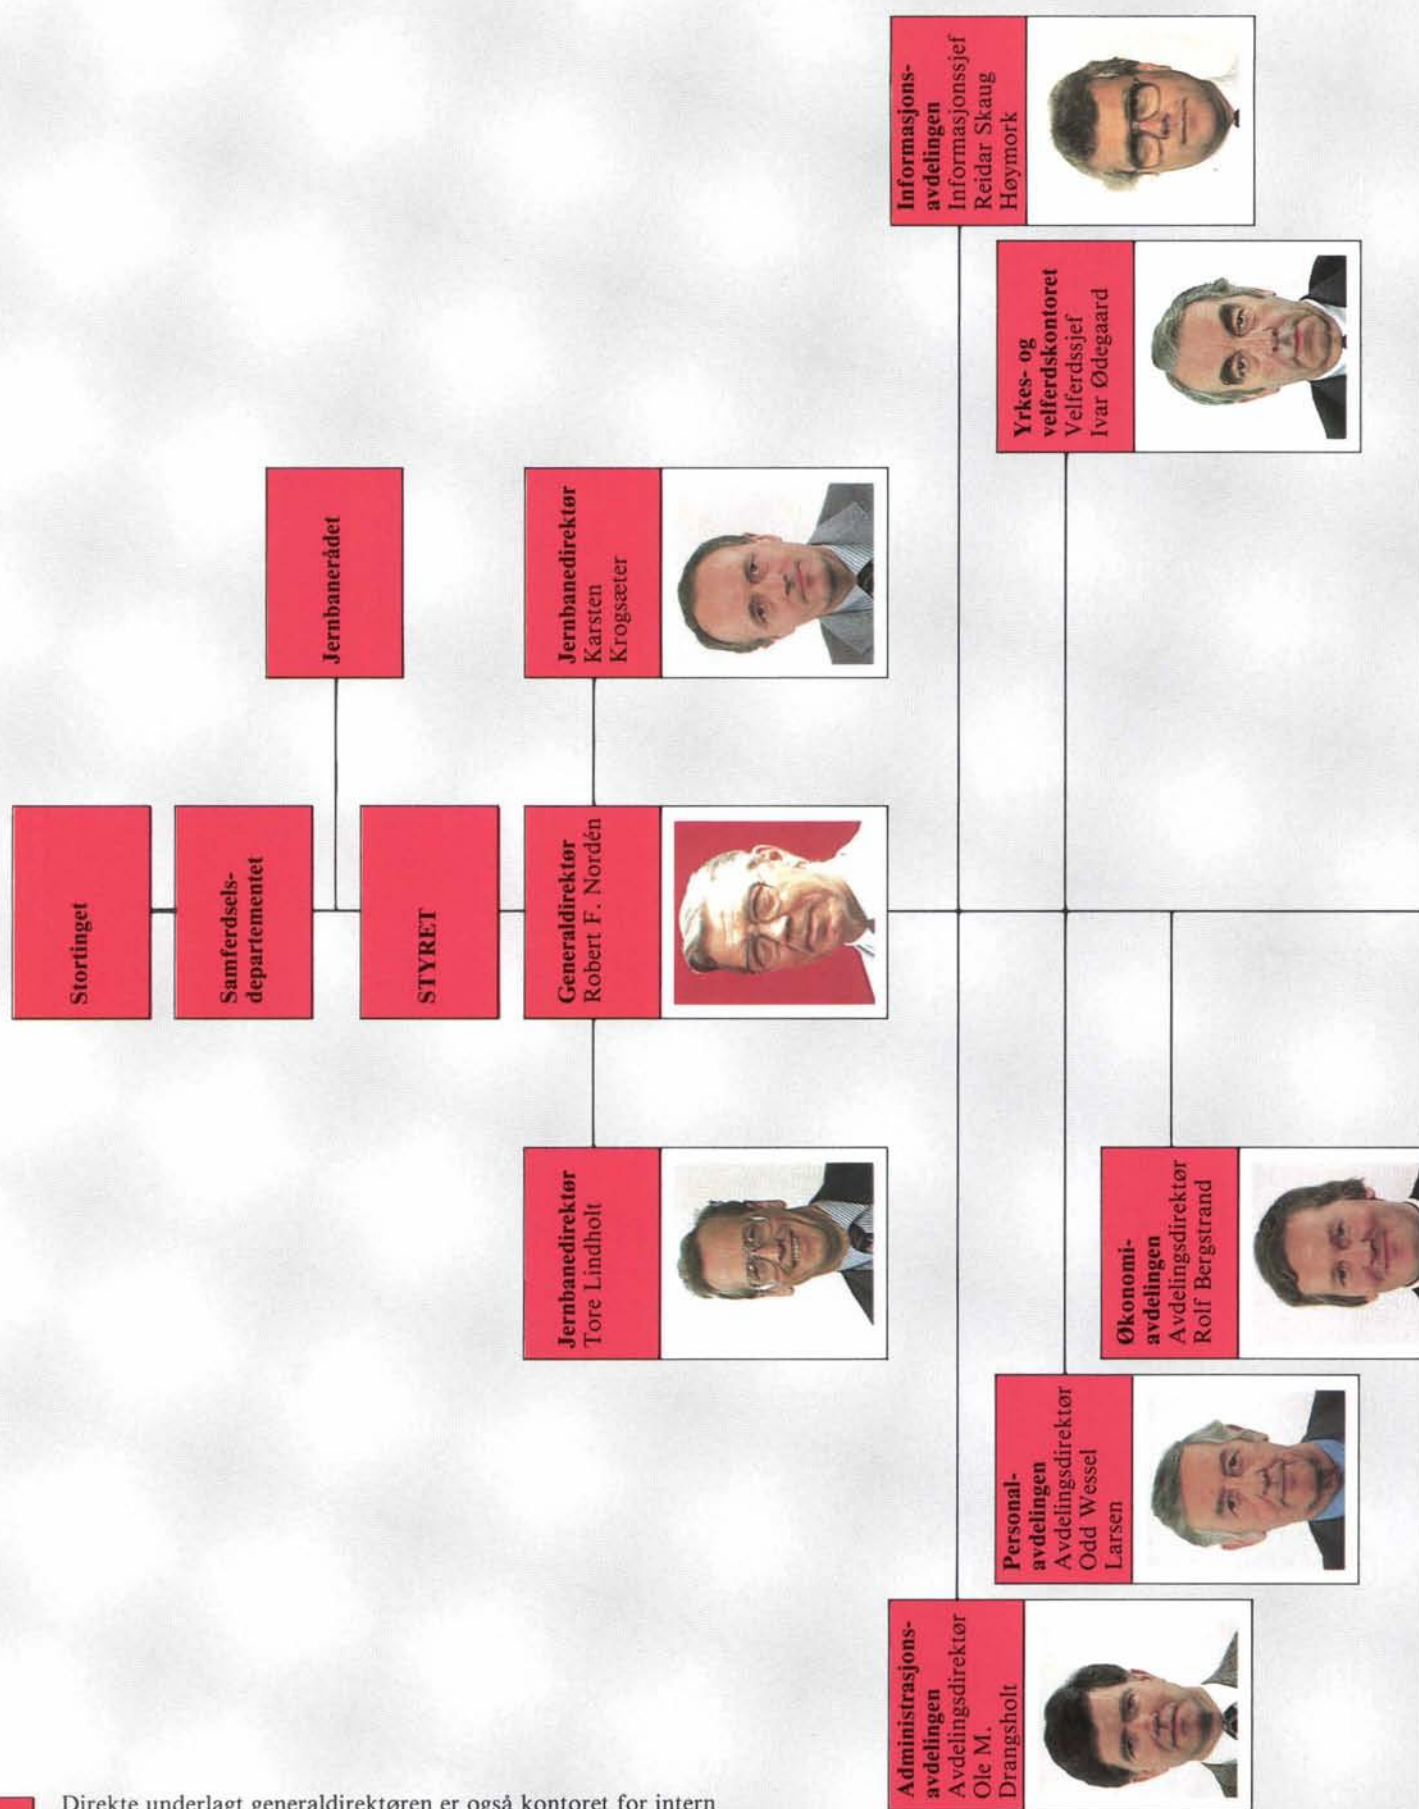 Stortinget
Samferdsels-
departementet
Jernbanerådet
STYRET
Jernbanedirektør
Tore Lindholt
Generaldirektør
Robert F. Nordén
Jernbanedirektør
Karsten
Krogsæter
Administrasjons-
avdelingen
Avdelingsdirektør
Ole M.
Drangsholt
Informasjons-
avdelingen
Informasjonssjef
Reidar Skaug
Høymork
Personal-
avdelingen
Avdelingsdirektør
Odd Wessel
Larsen
Yrkes- og
velferdskontoret
Velferdssjef
Ivar Ødegaard
Økonomi-
avdelingen
Avdelingsdirektør
Rolf Bergstrand
Direkte underlagt generaldirektøren er også kontoret for intern